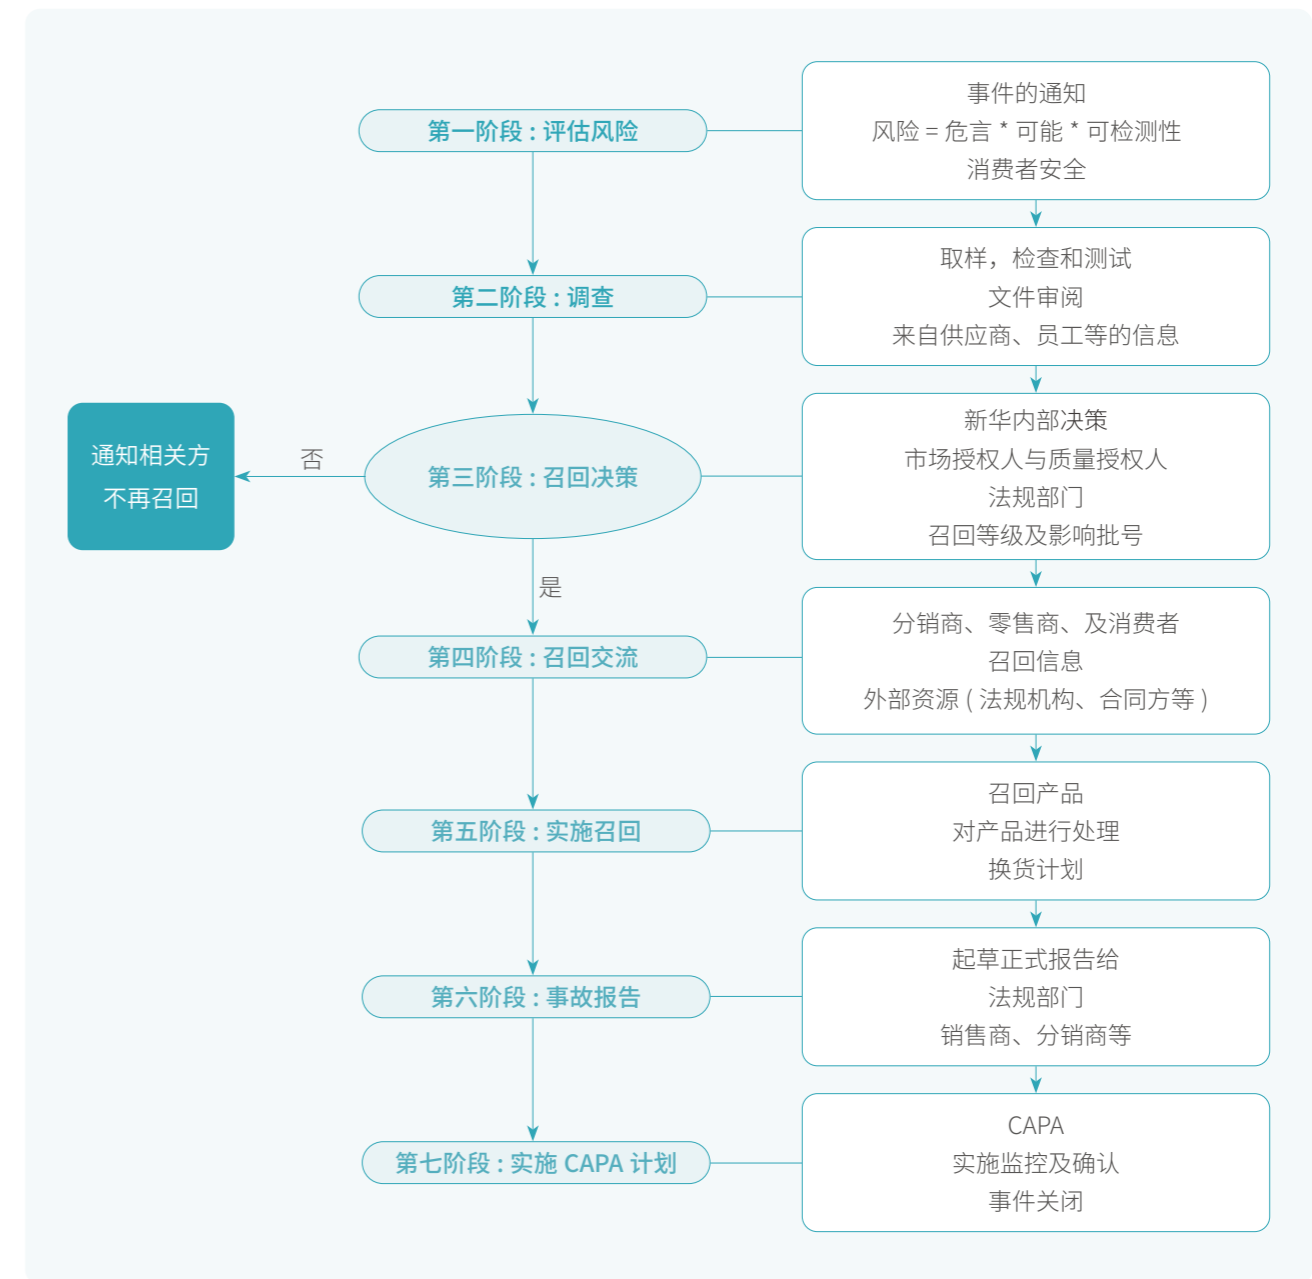 第一阶段 : 评估风险
事件的通知
风险 = 危言 * 可能 * 可检测性
消费者安全
第二阶段 : 调查
取样，检查和测试
文件审阅
来自供应商、员工等的信息
通知相关方
不再召回
否
第三阶段 : 召回决策
新华内部决策
市场授权人与质量授权人
法规部门
召回等级及影响批号
是
第四阶段 : 召回交流
分销商、零售商、及消费者
召回信息
外部资源 ( 法规机构、合同方等 )
第五阶段 : 实施召回
召回产品
对产品进行处理
换货计划
第六阶段 : 事故报告
起草正式报告给
法规部门
销售商、分销商等
第七阶段 : 实施 CAPA 计划
CAPA
实施监控及确认
事件关闭